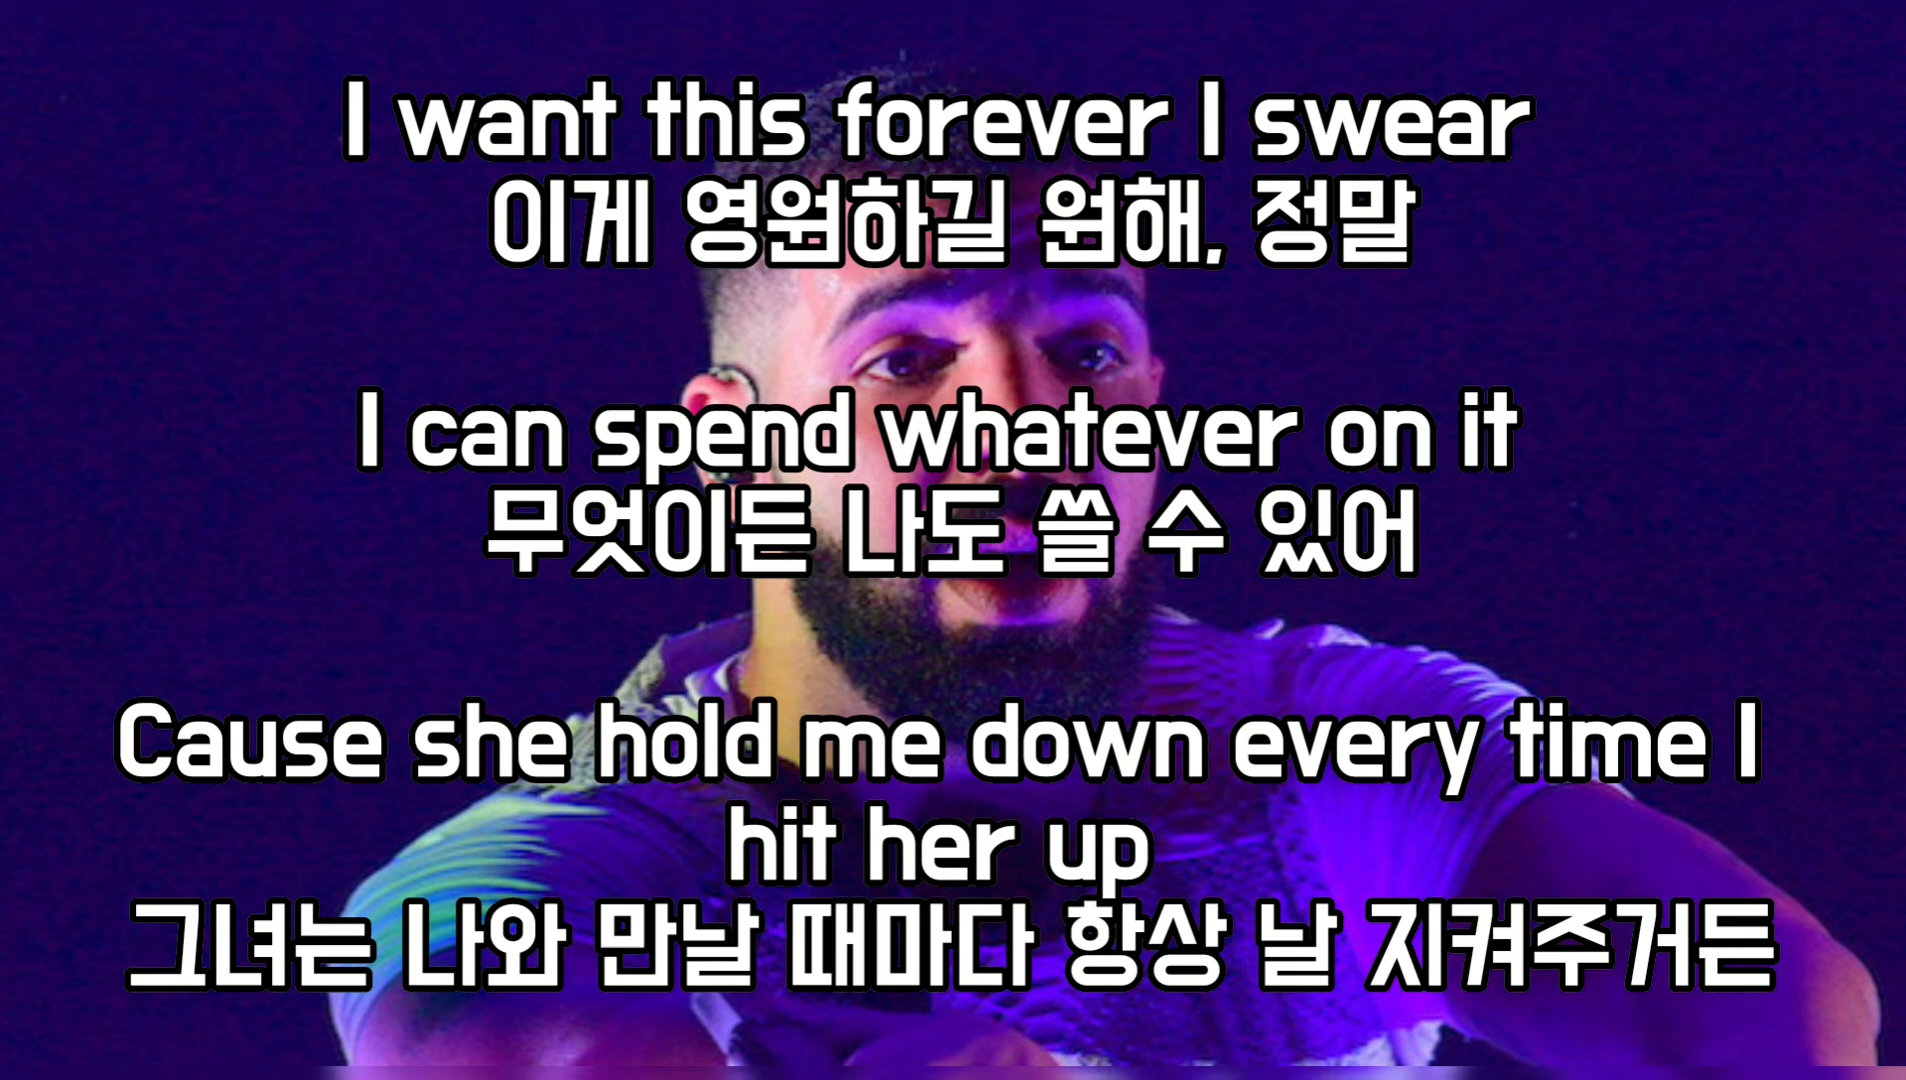 I want this forever I swear
이게 영원하길 원해, 정말
I can spend whatever on it
무엇이든 나도 쓸 수 있어
Cause she hold me down every time I
hit her up
그녀는 나와 만날 때마다 항상 날 지켜주거든